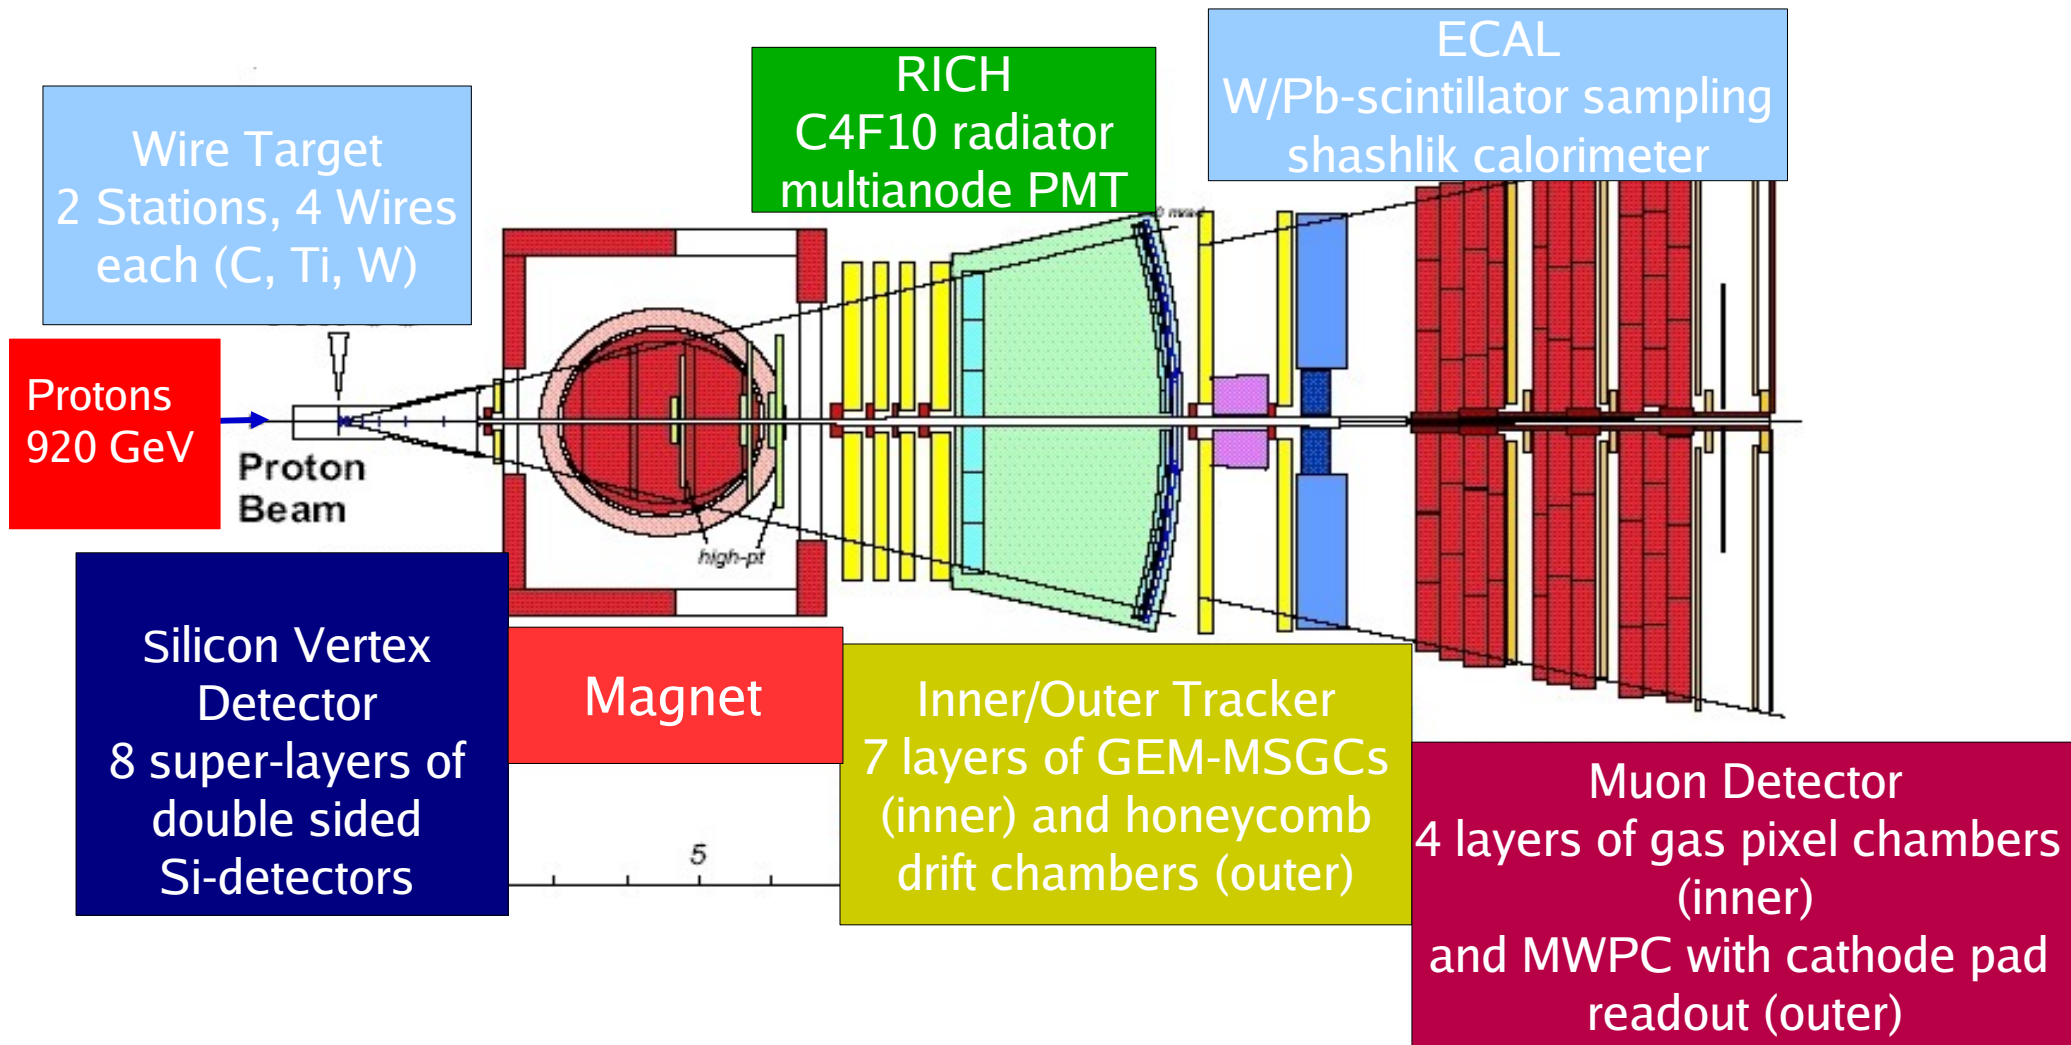 ECAL
W/Pb-scintillator sampling
shashlik calorimeter
RICH
C4F10 radiator
multianode PMT
Wire Target
2 Stations, 4 Wires
each (C, Ti, W)
Protons
920 GeV
Proton
Beam
high-pt
Silicon Vertex
Detector
8 super-layers of
double sided
Si-detectors
Magnet
5
Inner/Outer Tracker
7 layers of GEM-MSGCs
(inner) and honeycomb
drift chambers (outer)
Muon Detector
4 layers of gas pixel chambers
(inner)
and MWPC with cathode pad
readout (outer)